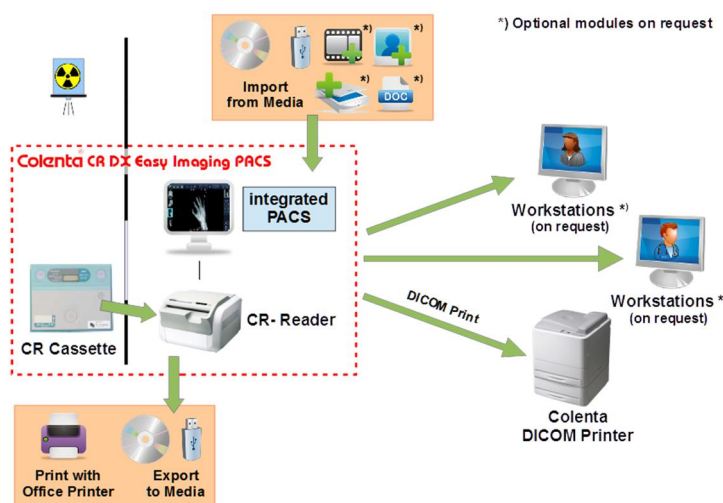 *) Optional modules on request
*)
*)
Import
from Media
*)
*)
DOC
Colenta® CR DX Easy Imaging PACS
integrated
PACS
Workstations *)
(on request)
Workstations *
(on request)
DICOM Print
CR Cassette
CR- Reader
Colenta
DICOM Printer
Print with
Office Printer
Export
to Media